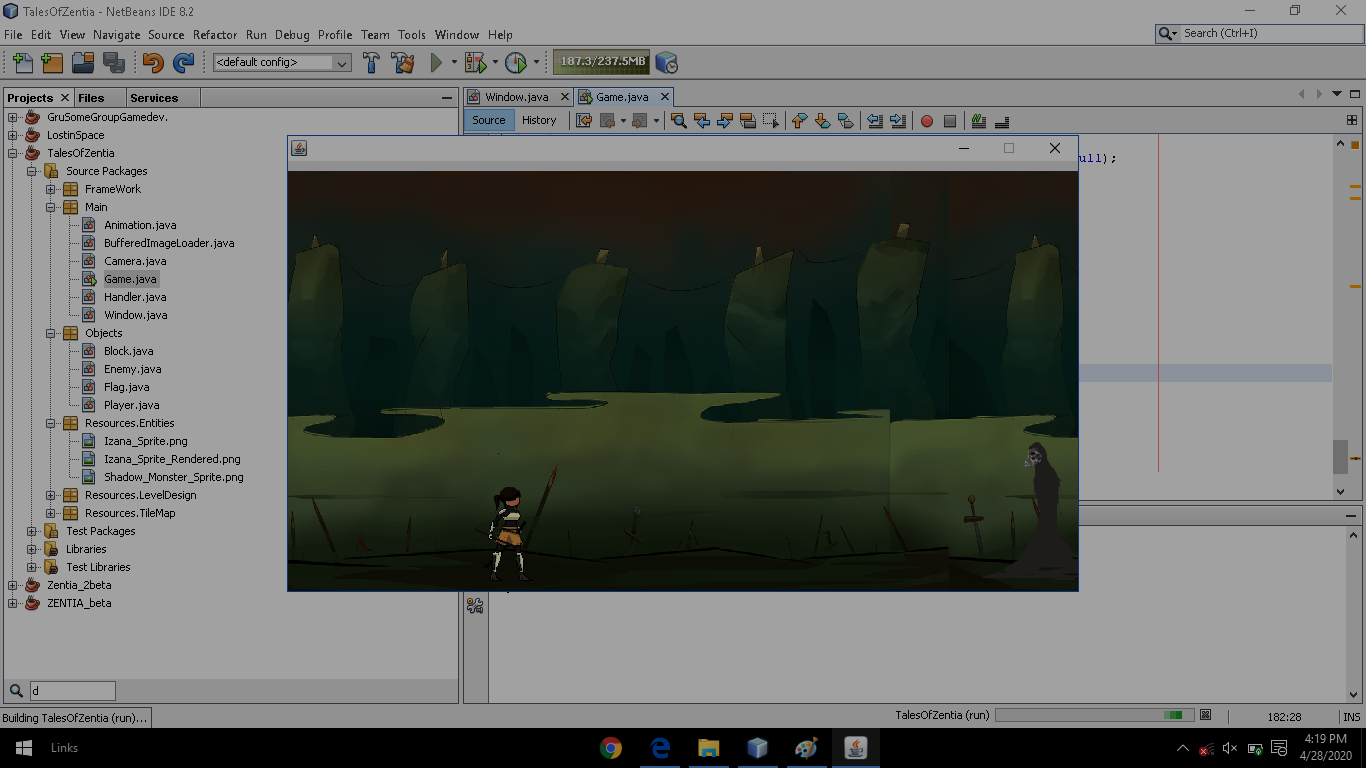 TalesOfZentia - NetBeans IDE 8.2
File Edit View Navigate Source Refactor Run Debug Profile Team Tools Window Help
Search (Ctrl+I)
<default config>
187.3/237.5MB
Projects Files Services
Window.java Game.java
Source History
GruSomeGroupGamedev.
LostinSpace
TalesOfZentia
Source Packages
FrameWork
Main
Animation.java
BufferedImageLoader.java
Camera.java
Game.java
Handler.java
Window.java
Objects
Block.java
Enemy.java
Flag.java
Player.java
Resources.Entities
Izana_Sprite.png
Izana_Sprite_Rendered.png
Shadow_Monster_Sprite.png
Resources.LevelDesign
Resources.TileMap
Test Packages
Libraries
Test Libraries
Zentia_2beta
ZENTIA_beta
ull);
d
Building TalesOfZentia (run)...
TalesOfZentia (run)
182:28
INS
Links
4:19 PM
4/28/2020